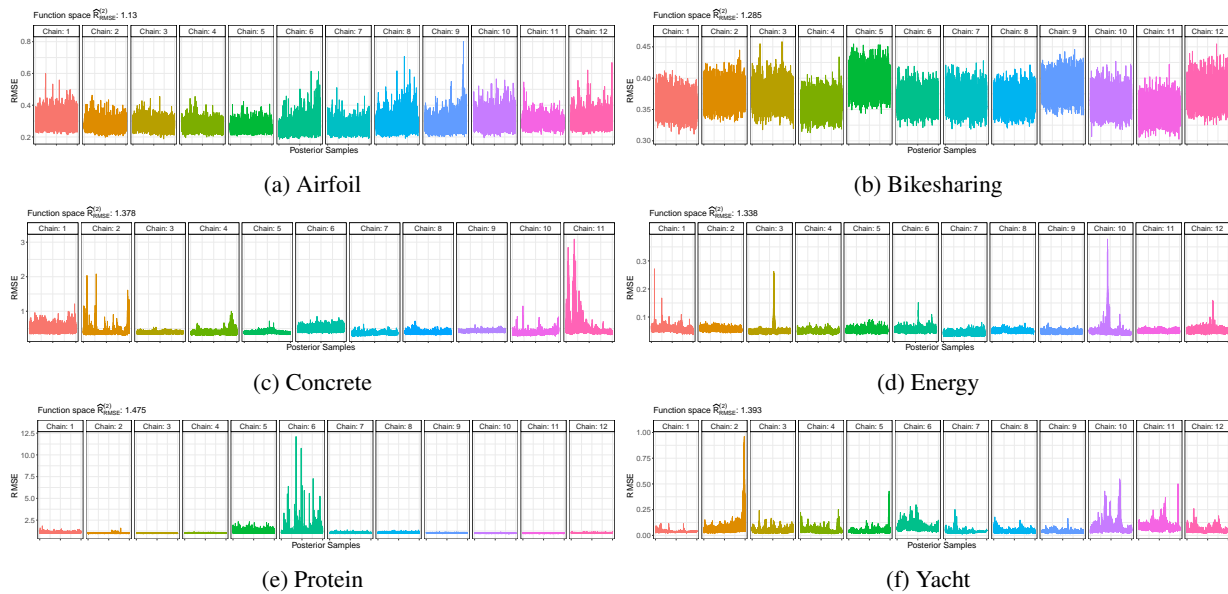 Function space R̂^(2)_RMSE: 1.13
Chain: 1 Chain: 2 Chain: 3 Chain: 4 Chain: 5 Chain: 6 Chain: 7 Chain: 8 Chain: 9 Chain: 10 Chain: 11 Chain: 12
0.8
0.6
0.4
0.2
RMSE
Posterior Samples
(a) Airfoil
Function space R̂^(2)_RMSE: 1.285
Chain: 1 Chain: 2 Chain: 3 Chain: 4 Chain: 5 Chain: 6 Chain: 7 Chain: 8 Chain: 9 Chain: 10 Chain: 11 Chain: 12
0.45
0.40
0.35
0.30
RMSE
Posterior Samples
(b) Bikesharing
Function space R̂^(2)_RMSE: 1.378
Chain: 1 Chain: 2 Chain: 3 Chain: 4 Chain: 5 Chain: 6 Chain: 7 Chain: 8 Chain: 9 Chain: 10 Chain: 11
3
2
1
RMSE
Posterior Samples
(c) Concrete
Function space R̂^(2)_RMSE: 1.338
Chain: 1 Chain: 2 Chain: 3 Chain: 4 Chain: 5 Chain: 6 Chain: 7 Chain: 8 Chain: 9 Chain: 10 Chain: 11 Chain: 12
0.3
0.2
0.1
RMSE
Posterior Samples
(d) Energy
Function space R̂^(2)_RMSE: 1.475
Chain: 1 Chain: 2 Chain: 3 Chain: 4 Chain: 5 Chain: 6 Chain: 7 Chain: 8 Chain: 9 Chain: 10 Chain: 11 Chain: 12
12.5
10.0
7.5
5.0
2.5
RMSE
Posterior Samples
(e) Protein
Function space R̂^(2)_RMSE: 1.393
Chain: 1 Chain: 2 Chain: 3 Chain: 4 Chain: 5 Chain: 6 Chain: 7 Chain: 8 Chain: 9 Chain: 10 Chain: 11 Chain: 12
1.00
0.75
0.50
0.25
0.00
RMSE
Posterior Samples
(f) Yacht